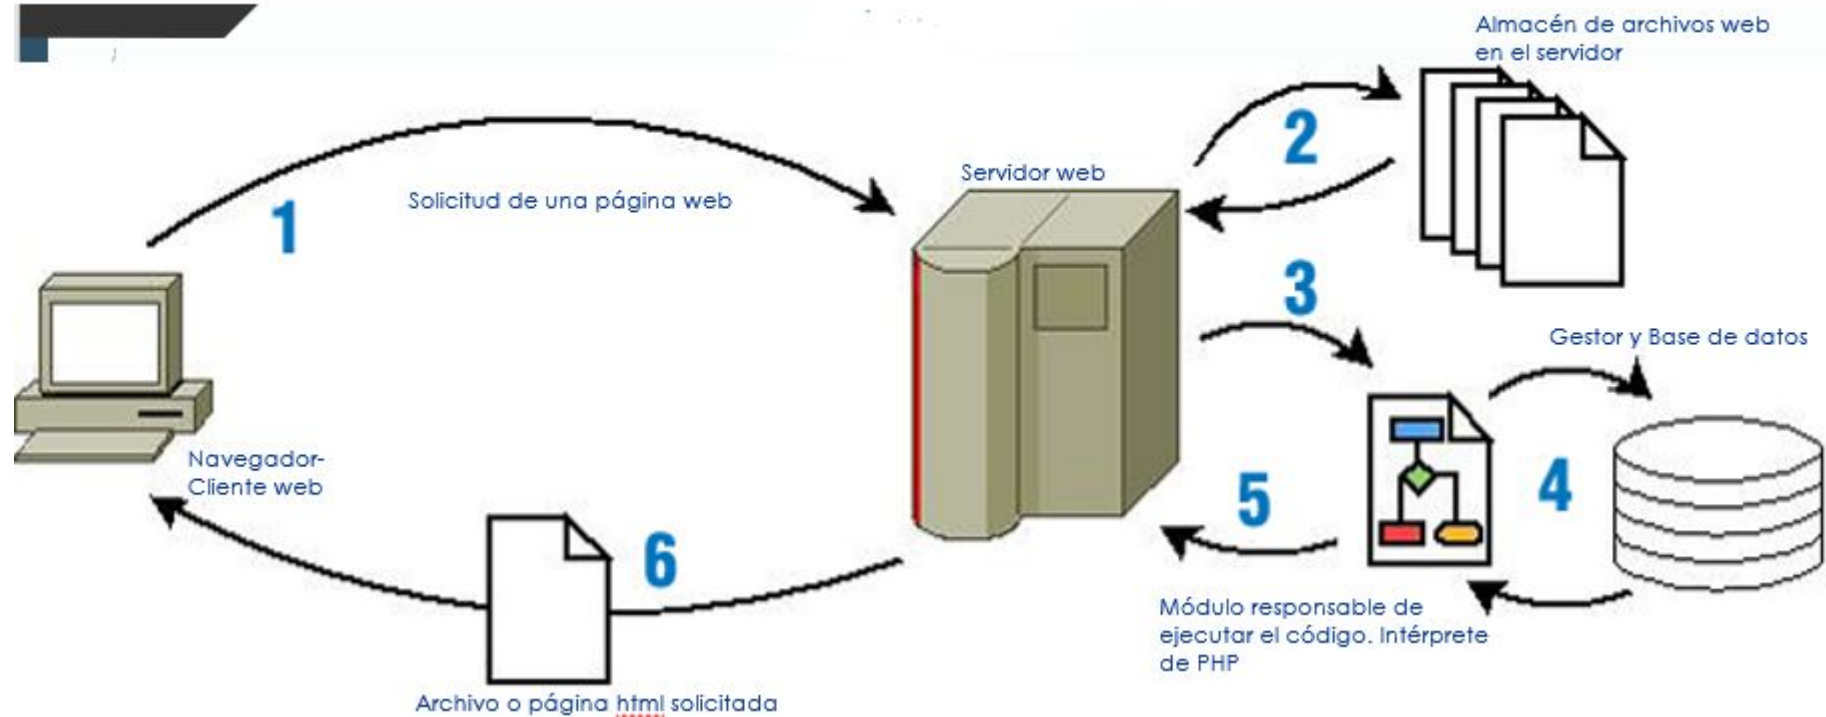 Almacén de archivos web
en el servidor
2
1
Solicitud de una página web
Servidor web
3
Gestor y Base de datos
Navegador-
Cliente web
5
4
6
Módulo responsable de
ejecutar el código. Intérprete
de PHP
Archivo o página html solicitada